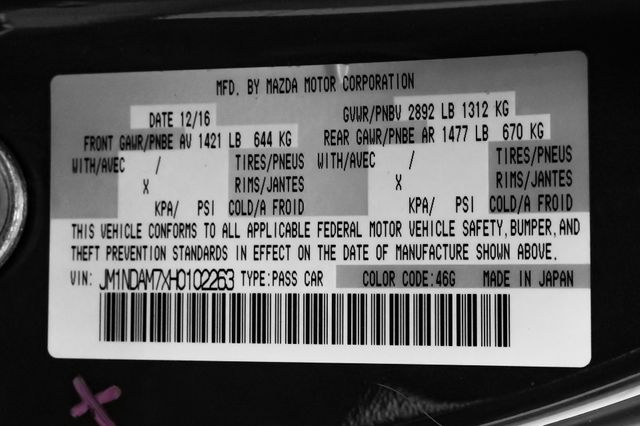 MFD. BY MAZDA MOTOR CORPORATION
DATE 12/16 GVWR/PNBV 2892 LB 1312 KG
FRONT GAWR/PNBE AV 1421 LB 644 KG REAR GAWR/PNBE AR 1477 LB 670 KG
WITH/AVEC / TIRES/PNEUS WITH/AVEC / TIRES/PNEUS
X RIMS/JANTES X RIMS/JANTES
KPA/ PSI COLD/A FROID KPA/ PSI COLD/A FROID
THIS VEHICLE CONFORMS TO ALL APPLICABLE FEDERAL MOTOR VEHICLE SAFETY, BUMPER, AND
THEFT PREVENTION STANDARDS IN EFFECT ON THE DATE OF MANUFACTURE SHOWN ABOVE.
VIN: JM1NDAM7XH0102263 TYPE:PASS CAR COLOR CODE:46G MADE IN JAPAN